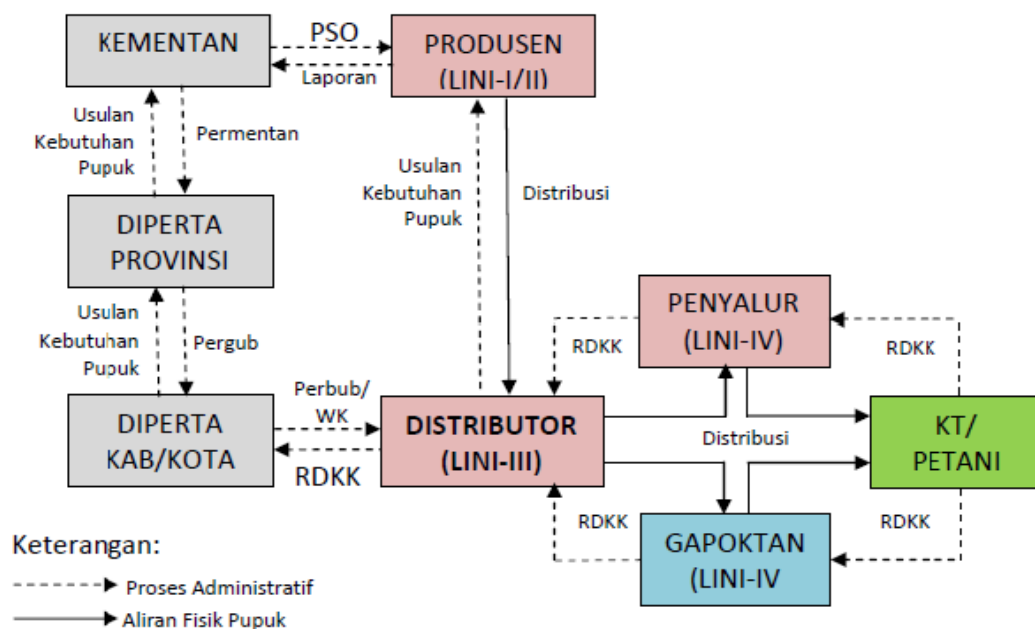 KEMENTAN
PSO
Laporan
PRODUSEN
(LINI-I/II)
Usulan
Kebutuhan
Pupuk
Permentan
Usulan
Kebutuhan
Pupuk
Distribusi
DIPERTA
PROVINSI
Usulan
Kebutuhan
Pupuk
Pergub
PENYALUR
(LINI-IV)
RDKK
RDKK
DIPERTA
KAB/KOTA
Perbub/
WK
RDKK
DISTRIBUTOR
(LINI-III)
Distribusi
KT/
PETANI
RDKK
RDKK
GAPOKTAN
(LINI-IV
Keterangan:
Proses Administratif
Aliran Fisik Pupuk